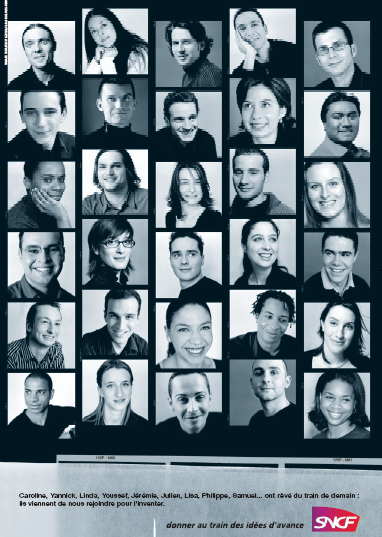 Caroline, Yannick, Linda, Youssef, Jérémie, Julien, Lisa, Philippe, Samuel... ont rêvé du train de demain :
ils viennent de nous rejoindre pour l'inventer.
donner au train des idées d'avance
SNCF